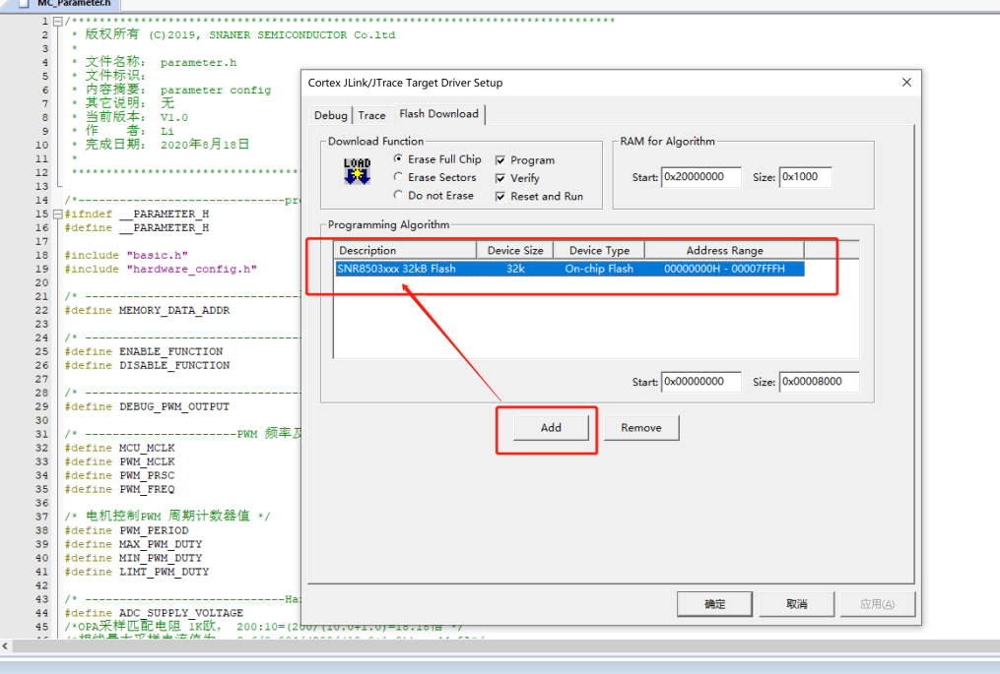 MC_Parameter.h
1 /*******************************************************************************
2 * 版权所有 (C)2019, SNANER SEMICONDUCTOR Co.ltd
3 *
4 * 文件名称： parameter.h
5 * 文件标识：
6 * 内容摘要： parameter config
7 * 其它说明： 无
8 * 当前版本： V1.0
9 * 作    者： Li
10 * 完成日期： 2020年8月18日
11 *
12 *********************************
13
14 /*------------------------------pr
15 #ifndef __PARAMETER_H
16 #define __PARAMETER_H
17
18 #include "basic.h"
19 #include "hardware_config.h"
20
21 /* -------------------------------
22 #define MEMORY_DATA_ADDR
23
24 /* -------------------------------
25 #define ENABLE_FUNCTION
26 #define DISABLE_FUNCTION
27
28 /* -------------------------------
29 #define DEBUG_PWM_OUTPUT
30
31 /* ----------------------PWM 频率及
32 #define MCU_MCLK
33 #define PWM_MCLK
34 #define PWM_PRSC
35 #define PWM_FREQ
36
37 /* 电机控制PWM 周期计数器值 */
38 #define PWM_PERIOD
39 #define MAX_PWM_DUTY
40 #define MIN_PWM_DUTY
41 #define LIMT_PWM_DUTY
42
43 /* -----------------------------Ha
44 #define ADC_SUPPLY_VOLTAGE
45 /*OPA采样匹配电阻 1K欧， 200:10=(200/(10.0+1.0)=18.18倍 */
Cortex JLink/JTrace Target Driver Setup
Debug Trace Flash Download
Download Function
LOAD
Erase Full Chip Program
Erase Sectors Verify
Do not Erase Reset and Run
RAM for Algorithm
Start: 0x20000000 Size: 0x1000
Programming Algorithm
Description Device Size Device Type Address Range
SNR8503xxx 32kB Flash 32k On-chip Flash 00000000H - 00007FFFH
Start: 0x00000000 Size: 0x00008000
Add Remove
确定 取消 应用(A)